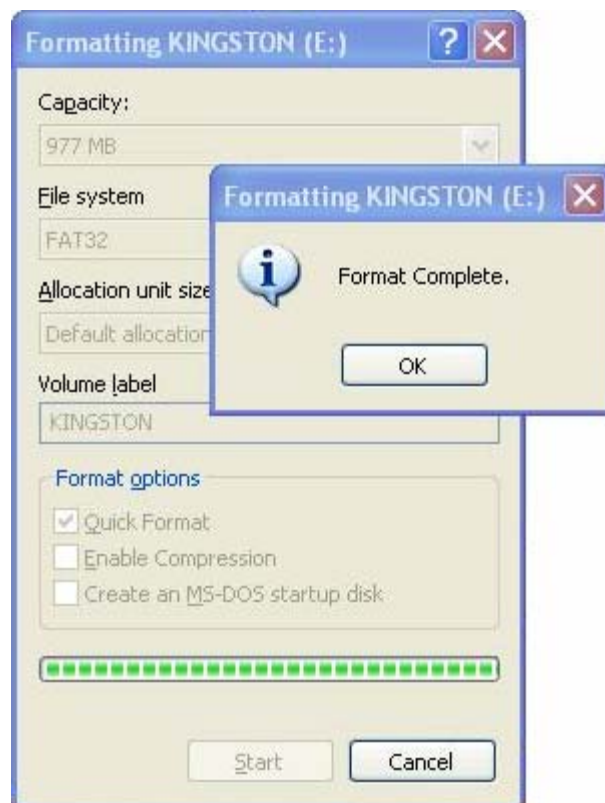 Formatting KINGSTON (E:)
Capacity:
977 MB
File system
FAT32
Allocation unit size
Default allocation
Volume label
KINGSTON
Format options
Quick Format
Enable Compression
Create an MS-DOS startup disk
Start
Cancel
Formatting KINGSTON (E:)
Format Complete.
OK